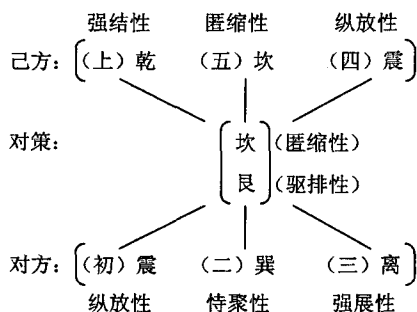 强结性 匿缩性 纵放性
己方：（上）乾 （五）坎 （四）震
对策： 坎（匿缩性）
艮（驱排性）
对方：（初）震 （二）巽 （三）离
纵放性 恃聚性 强展性